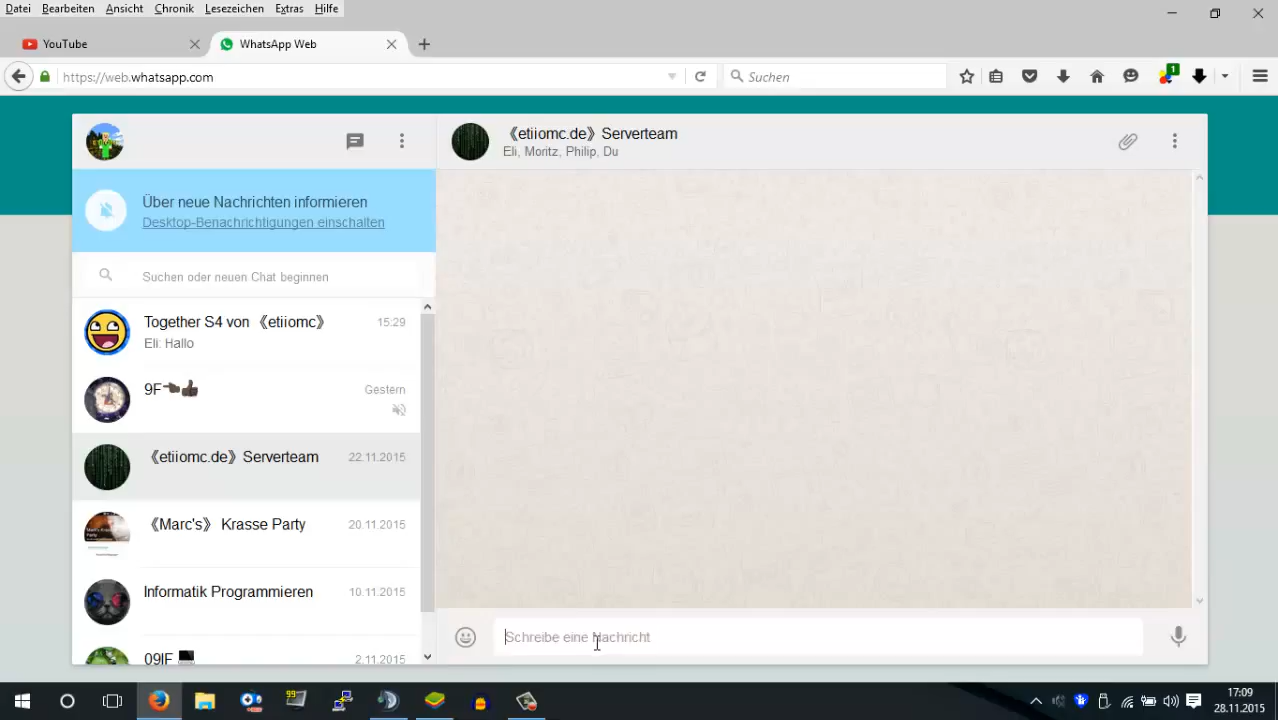 Datei Bearbeiten Ansicht Chronik Lesezeichen Extras Hilfe
YouTube
WhatsApp Web
https://web.whatsapp.com
Suchen
1
《etiiomc.de》Serverteam
Eli, Moritz, Philip, Du
Über neue Nachrichten informieren
Desktop-Benachrichtigungen einschalten
Suchen oder neuen Chat beginnen
Together S4 von 《etiiomc》 15:29
Eli: Hallo
9F👈🏿👍🏿 Gestern
《etiiomc.de》Serverteam 22.11.2015
《Marc's》 Krasse Party 20.11.2015
Informatik Programmieren 10.11.2015
09IF 2.11.2015
Schreibe eine Nachricht
99
17:09
28.11.2015